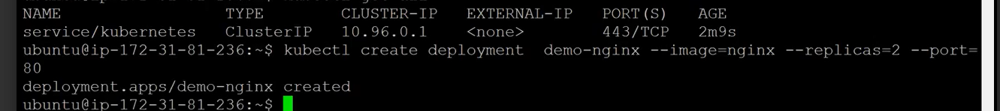 NAME TYPE CLUSTER-IP EXTERNAL-IP PORT(S) AGE
service/kubernetes ClusterIP 10.96.0.1 <none> 443/TCP 2m9s
ubuntu@ip-172-31-81-236:~$ kubectl create deployment  demo-nginx --image=nginx --replicas=2 --port=
80
deployment.apps/demo-nginx created
ubuntu@ip-172-31-81-236:~$